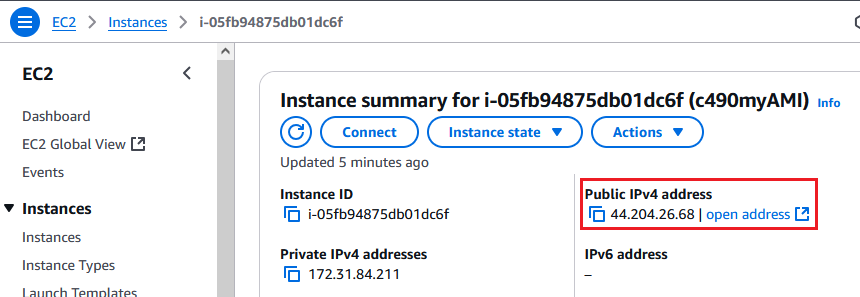 EC2 > Instances > i-05fb94875db01dc6f
EC2
Dashboard
EC2 Global View
Events
Instances
Instances
Instance Types
Launch Templates
Instance summary for i-05fb94875db01dc6f (c490myAMI) Info
Connect Instance state Actions
Updated 5 minutes ago
Instance ID
i-05fb94875db01dc6f
Public IPv4 address
44.204.26.68 | open address
Private IPv4 addresses
172.31.84.211
IPv6 address
–